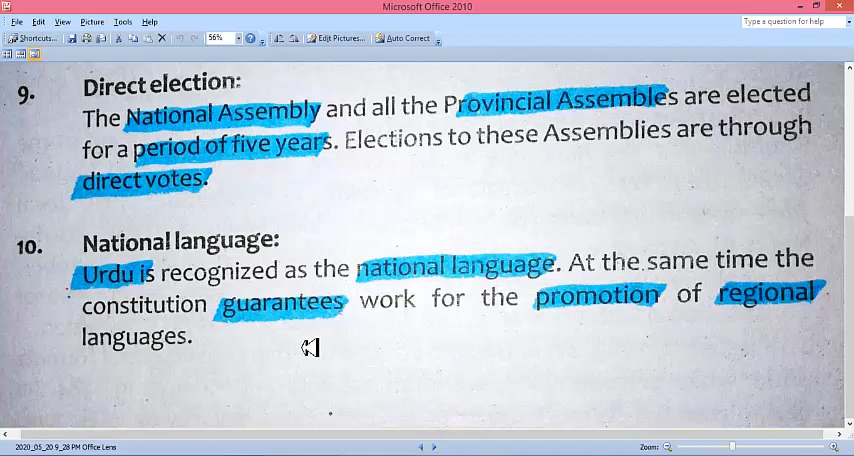 Microsoft Office 2010
File Edit View Picture Tools Help
Type a question for help
Shortcuts... 56% Edit Pictures... Auto Correct
9. Direct election:
The National Assembly and all the Provincial Assembles are elected
for a period of five years. Elections to these Assemblies are through
direct votes.
10. National language:
Urdu is recognized as the national language. At the same time the
constitution guarantees work for the promotion of regional
languages.
2020_05_20 9_28 PM Office Lens
Zoom: